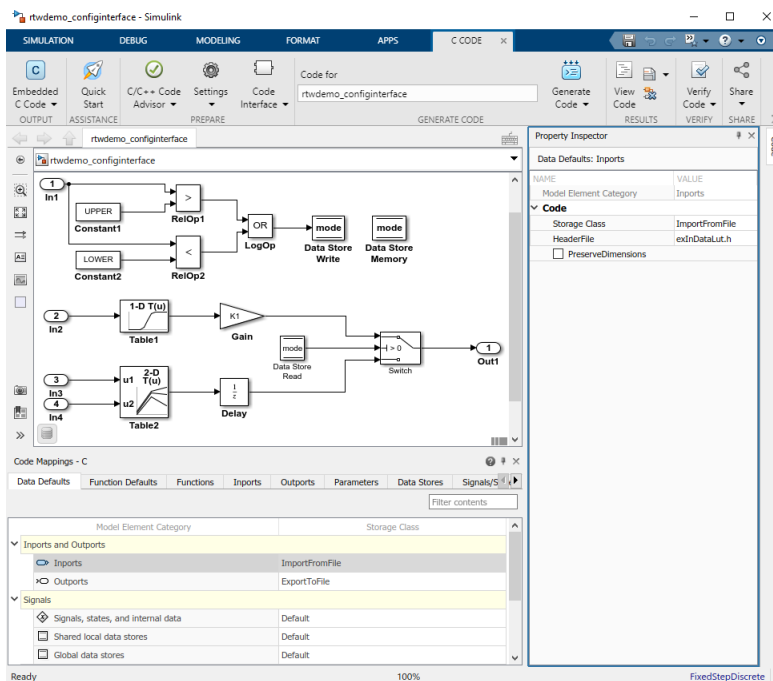 rtwdemo_configinterface - Simulink
SIMULATION DEBUG MODELING FORMAT APPS C CODE
Embedded C Code
Quick Start
C/C++ Code Advisor
Settings
Code Interface
Code for
rtwdemo_configinterface
Generate Code
View Code
Verify Code
Share
OUTPUT ASSISTANCE PREPARE GENERATE CODE RESULTS VERIFY SHARE
rtwdemo_configinterface
rtwdemo_configinterface
1
In1
UPPER
Constant1
>
RelOp1
OR
LogOp
mode
Data Store
Write
mode
Data Store
Memory
LOWER
Constant2
<
RelOp2
2
In2
1-D T(u)
Table1
K1
Gain
mode
Data Store
Read
> 0
Switch
1
Out1
3
In3
4
In4
u1
u2
2-D
T(u)
Table2
1
z
Delay
Property Inspector
Data Defaults: Inports
NAME VALUE
Model Element Category Inports
Code
Storage Class ImportFromFile
HeaderFile exInDataLut.h
PreserveDimensions
Code Mappings - C
Data Defaults Function Defaults Functions Inports Outports Parameters Data Stores
Filter contents
Model Element Category Storage Class
Inports and Outports
Inports ImportFromFile
Outports ExportToFile
Signals
Signals, states, and internal data Default
Shared local data stores Default
Global data stores Default
Ready 100% FixedStepDiscrete